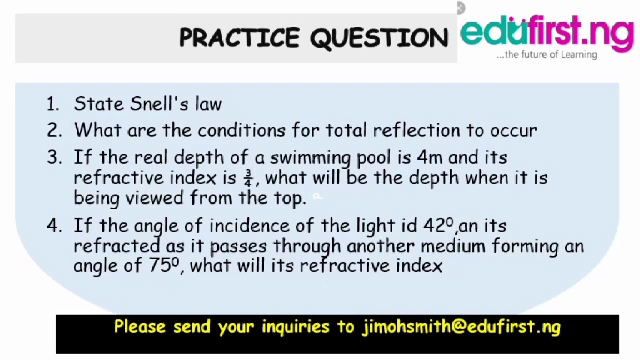 PRACTICE QUESTION
edufirst.ng
...the future of Learning
1. State Snell's law
2. What are the conditions for total reflection to occur
3. If the real depth of a swimming pool is 4m and its
refractive index is ¾, what will be the depth when it is
being viewed from the top.
4. If the angle of incidence of the light id 42⁰,an its
refracted as it passes through another medium forming an
angle of 75⁰, what will its refractive index
Please send your inquiries to jimohsmith@edufirst.ng